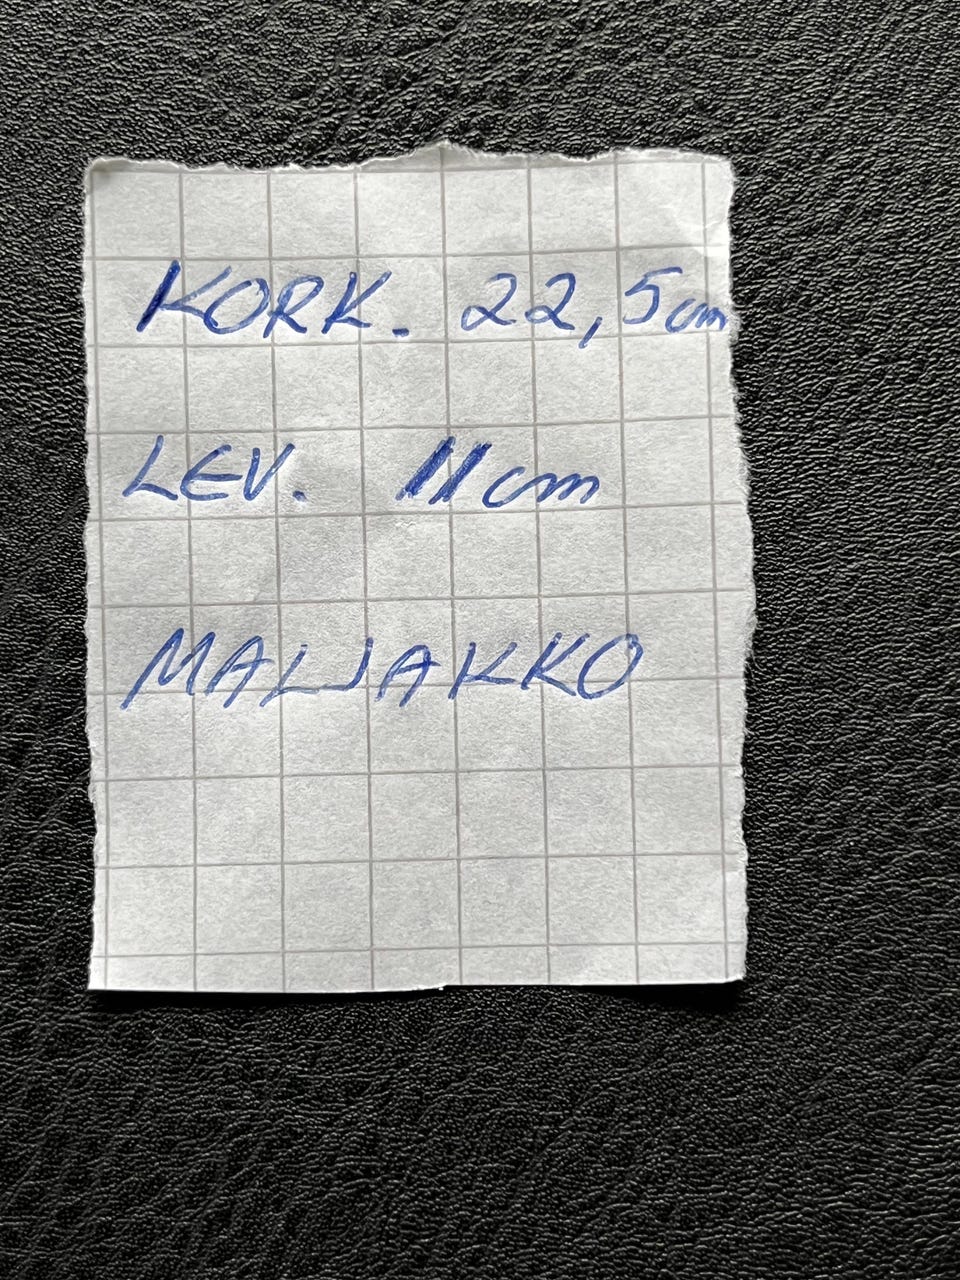 KORK. 22,5cm
LEV. 11cm
MALJAKKO